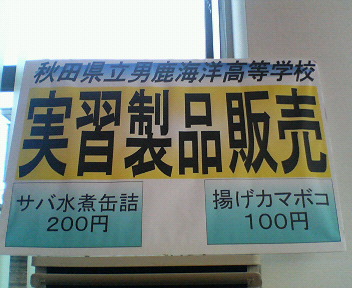 秋田県立男鹿海洋高等学校
実習製品販売
サバ水煮缶詰
200円
揚げカマボコ
100円